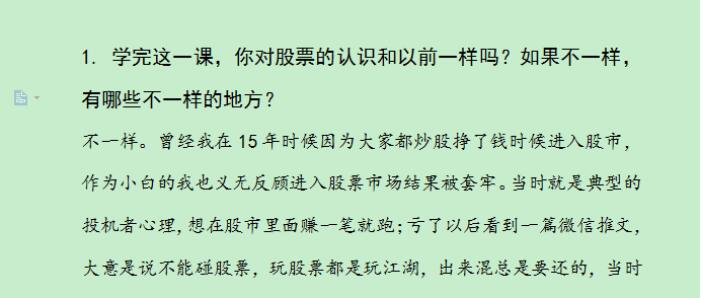 1. 学完这一课，你对股票的认识和以前一样吗？如果不一样，
有哪些不一样的地方？
不一样。曾经我在 15 年时候因为大家都炒股挣了钱时候进入股市，
作为小白的我也义无反顾进入股票市场结果被套牢。当时就是典型的
投机者心理，想在股市里面赚一笔就跑；亏了以后看到一篇微信推文，
大意是说不能碰股票，玩股票都是玩江湖，出来混总是要还的，当时